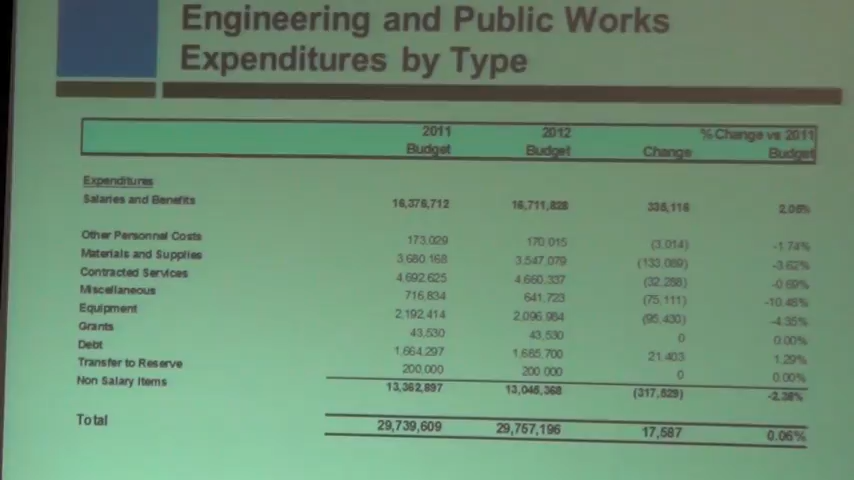 Engineering and Public Works
Expenditures by Type
2011 2012 % Change vs 2011
Budget Budget Change Budget
Expenditures
Salaries and Benefits 16,376,712 16,711,828 335,116 2.05%
Other Personnal Costs 173,029 170,015 (3,014) -1.74%
Materials and Supplies 3,680,168 3,547,079 (133,089) -3.62%
Contracted Services 4,692,625 4,660,337 (32,288) -0.69%
Miscellaneous 716,834 641,723 (75,111) -10.48%
Equipment 2,192,414 2,096,984 (95,430) -4.35%
Grants 43,530 43,530 0 0.00%
Debt 1,664,297 1,685,700 21,403 1.29%
Transfer to Reserve 200,000 200,000 0 0.00%
Non Salary Items 13,362,897 13,045,368 (317,529) -2.38%
Total 29,739,609 29,757,196 17,587 0.06%